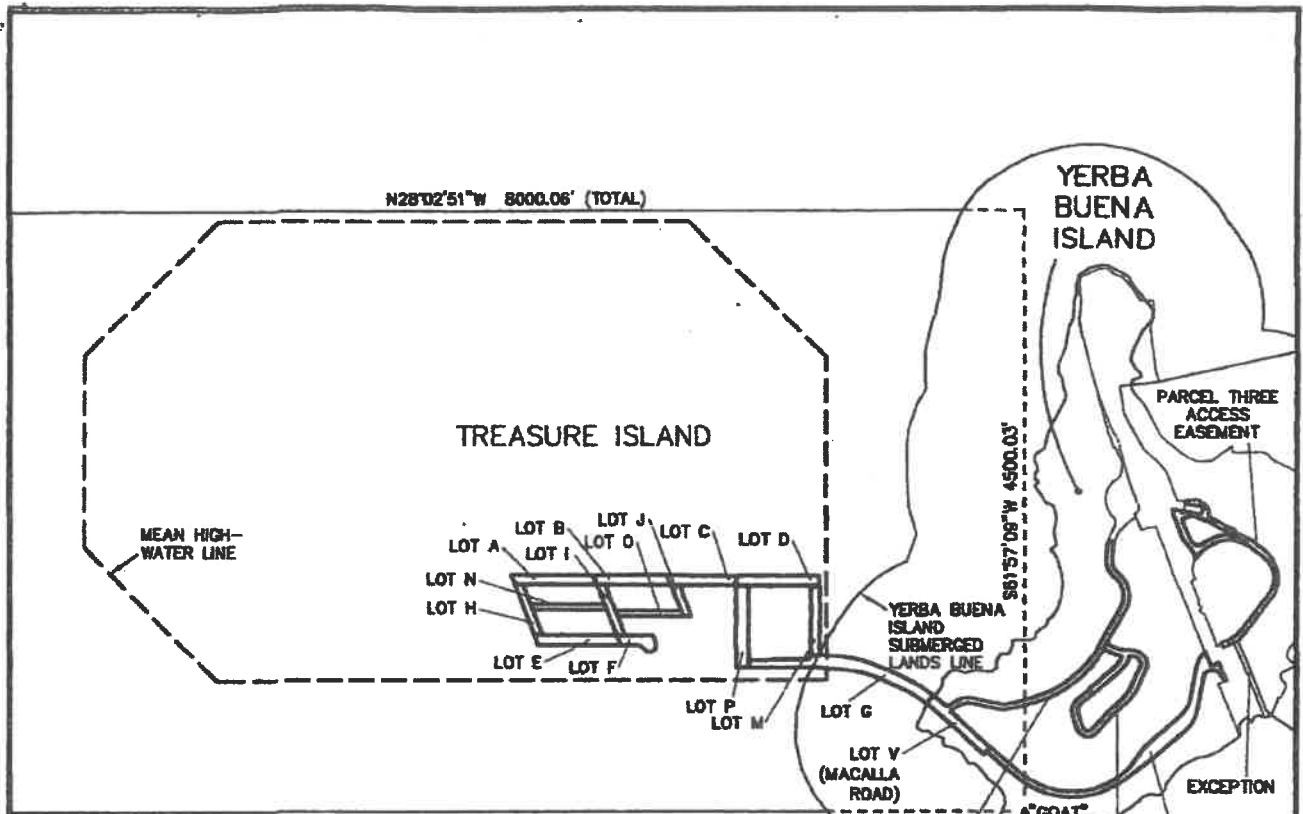 N28°02'51"W 8000.06' (TOTAL)
YERBA
BUENA
ISLAND
TREASURE ISLAND
S61°57'09"W 4500.03'
PARCEL THREE
ACCESS
EASEMENT
MEAN HIGH-
WATER LINE
LOT A
LOT B
LOT I
LOT J
LOT O
LOT C
LOT D
LOT N
LOT H
LOT E
LOT F
LOT P
LOT M
LOT G
YERBA BUENA
ISLAND
SUBMERGED
LANDS LINE
LOT V
(MACALLA
ROAD)
EXCEPTION
"GOAT"